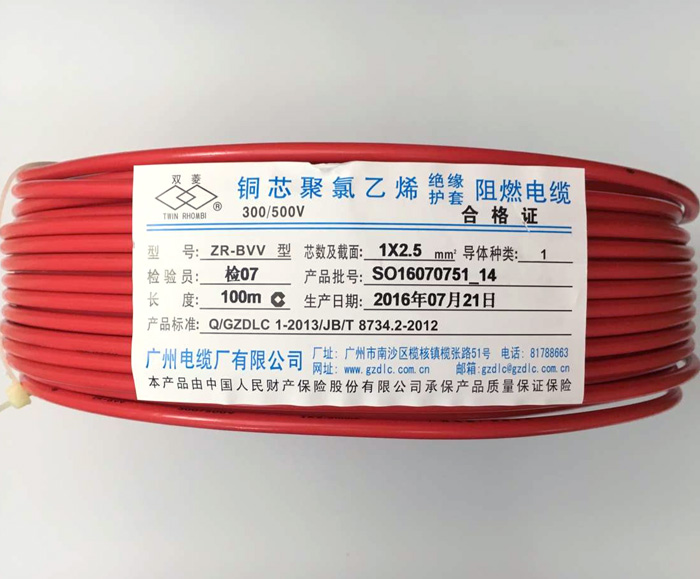 双菱
TWIN RHOMBI
®
铜芯聚氯乙烯绝缘护套阻燃电缆
300/500V
合格证
型号: ZR-BVV 型 芯数及截面: 1X2.5 mm² 导体种类: 1
检验员: 检07 产品批号: SO16070751_14
长度: 100m 生产日期: 2016年07月21日
产品标准: Q/GZDLC 1-2013/JB/T 8734.2-2012
广州电缆厂有限公司
厂址: 广州市南沙区榄核镇榄张路51号 电话: 81788663
网址: www.gzdlc.com.cn 邮箱:gzdlc@gzdlc.com.cn
本产品由中国人民财产保险股份有限公司承保产品质量保证保险